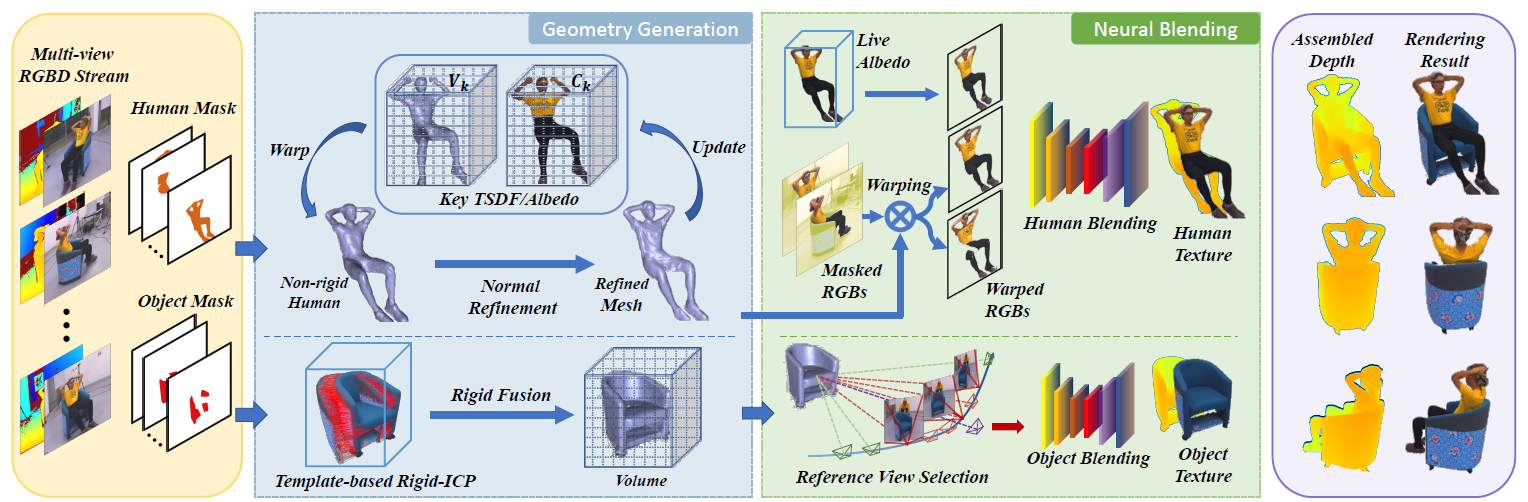 Multi-view
RGBD Stream
Human Mask
Object Mask
Geometry Generation
V_k
C_k
Warp
Update
Key TSDF/Albedo
Non-rigid
Human
Normal
Refinement
Refined
Mesh
Rigid Fusion
Template-based Rigid-ICP
Volume
Neural Blending
Live
Albedo
Warping
Masked
RGBs
Warped
RGBs
Human Blending
Human
Texture
Reference View Selection
Object Blending
Object
Texture
Assembled
Depth
Rendering
Result